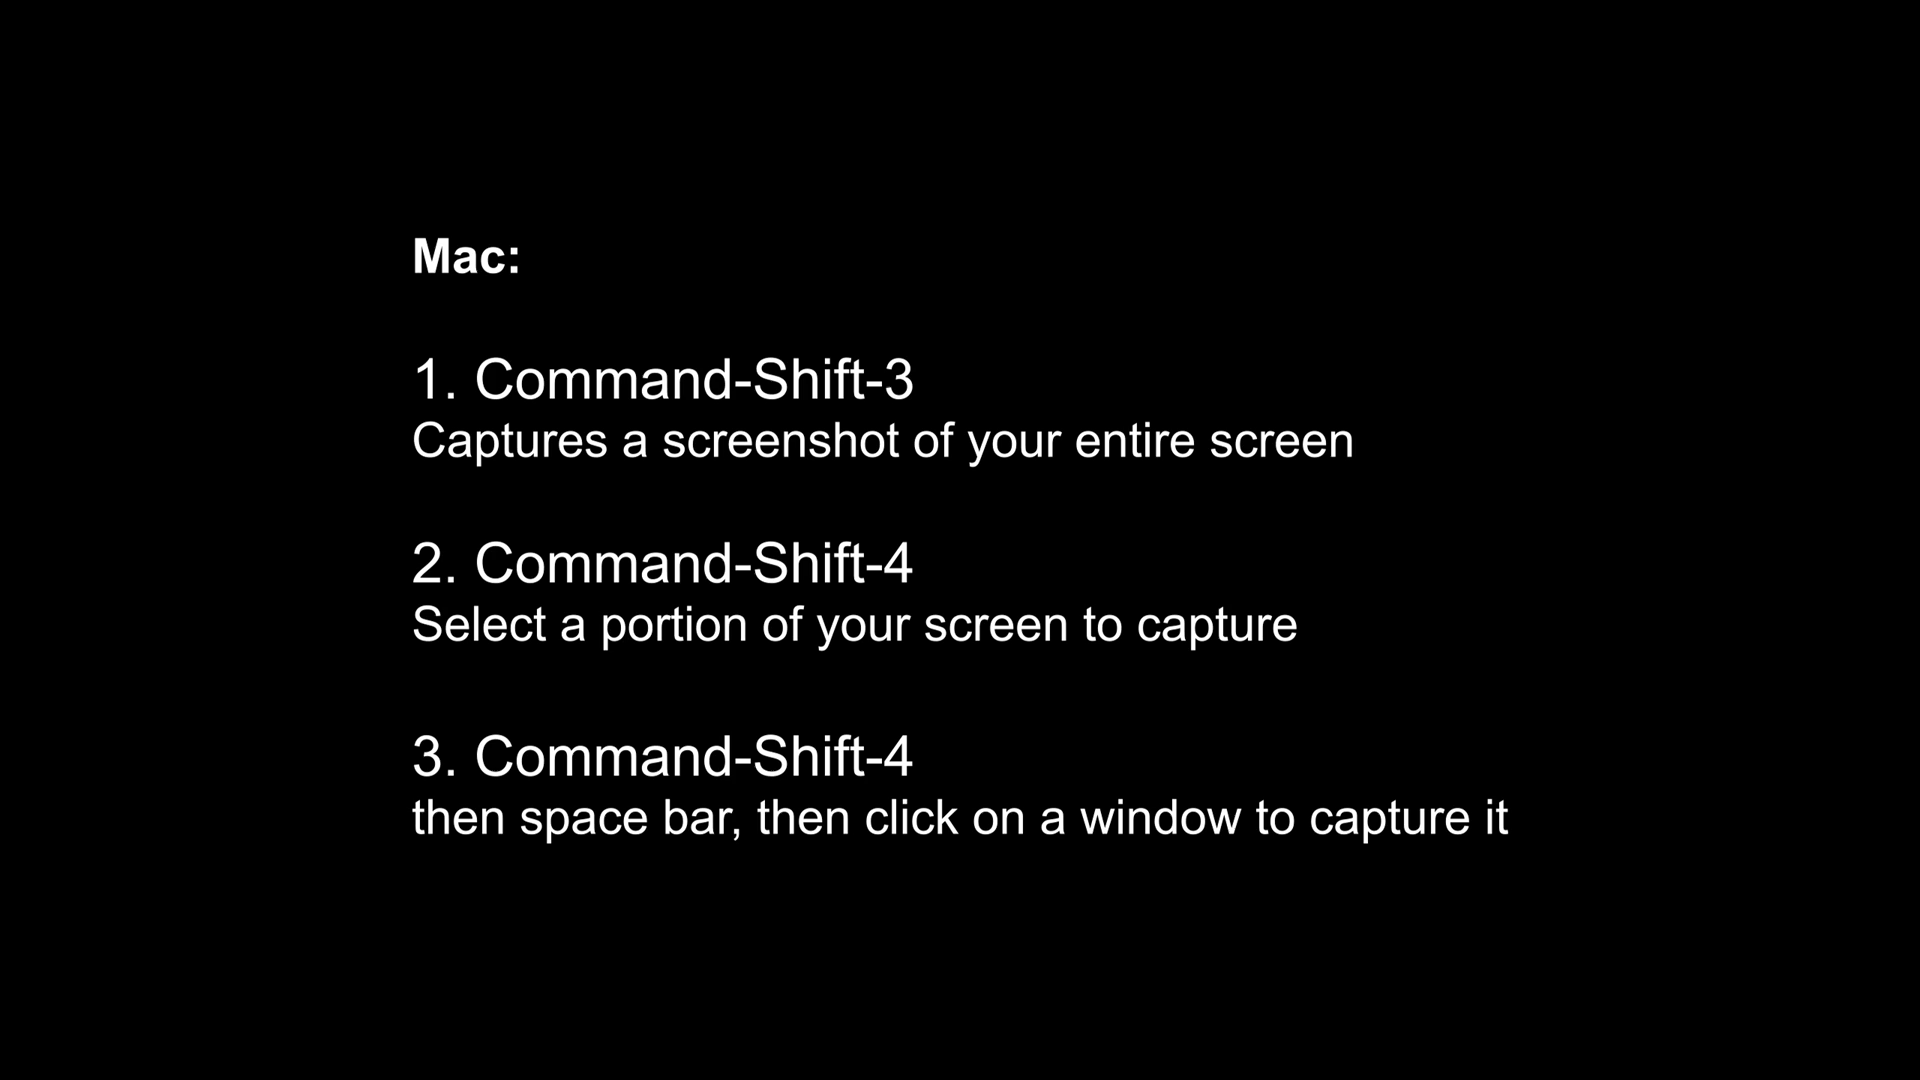 Mac:
1. Command-Shift-3
Captures a screenshot of your entire screen
2. Command-Shift-4
Select a portion of your screen to capture
3. Command-Shift-4
then space bar, then click on a window to capture it